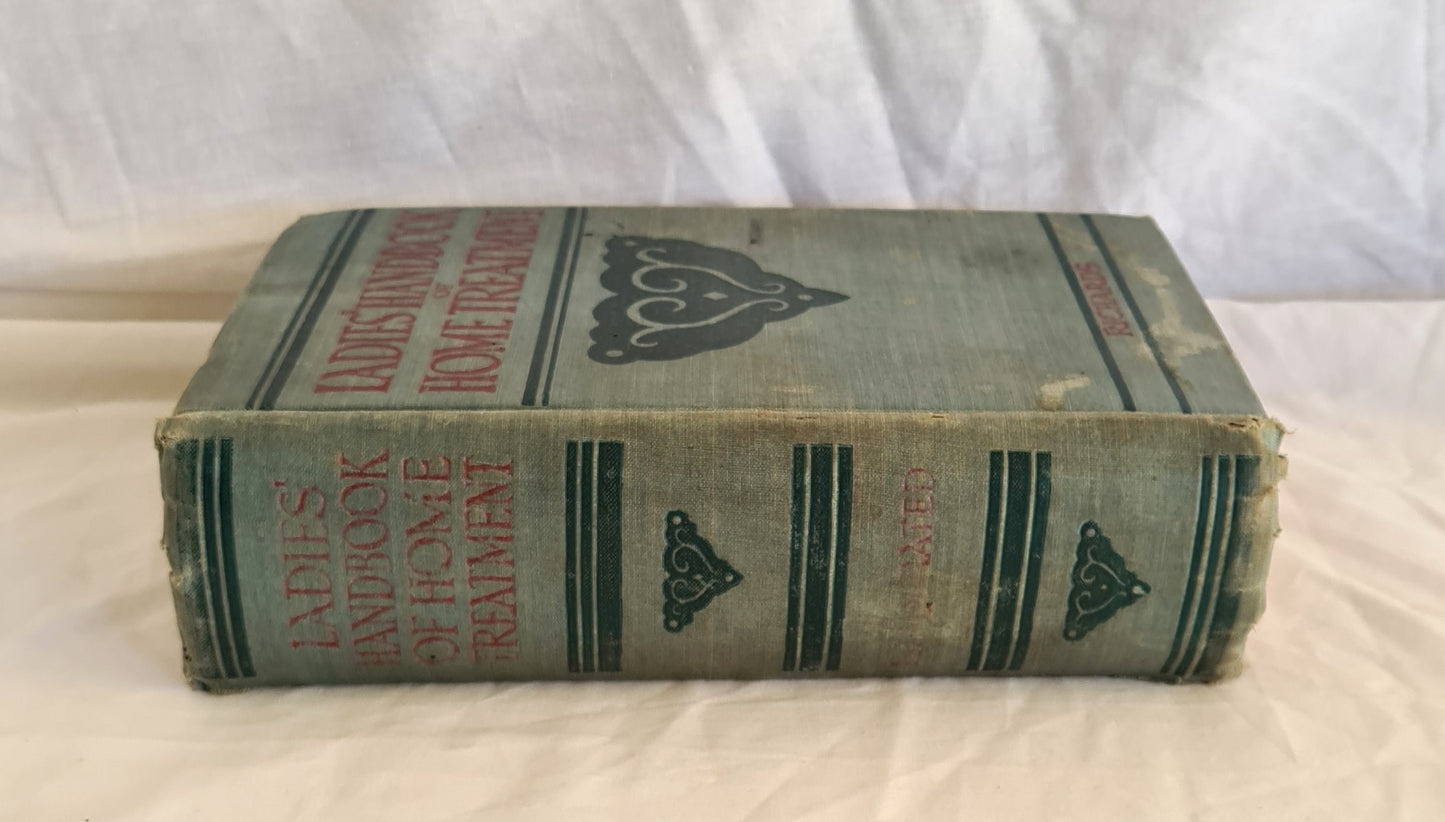 LADIES' HANDBOOK
OF
HOME TREATMENT
RICHARDS
LADIES'
HANDBOOK
OF HOME
TREATMENT